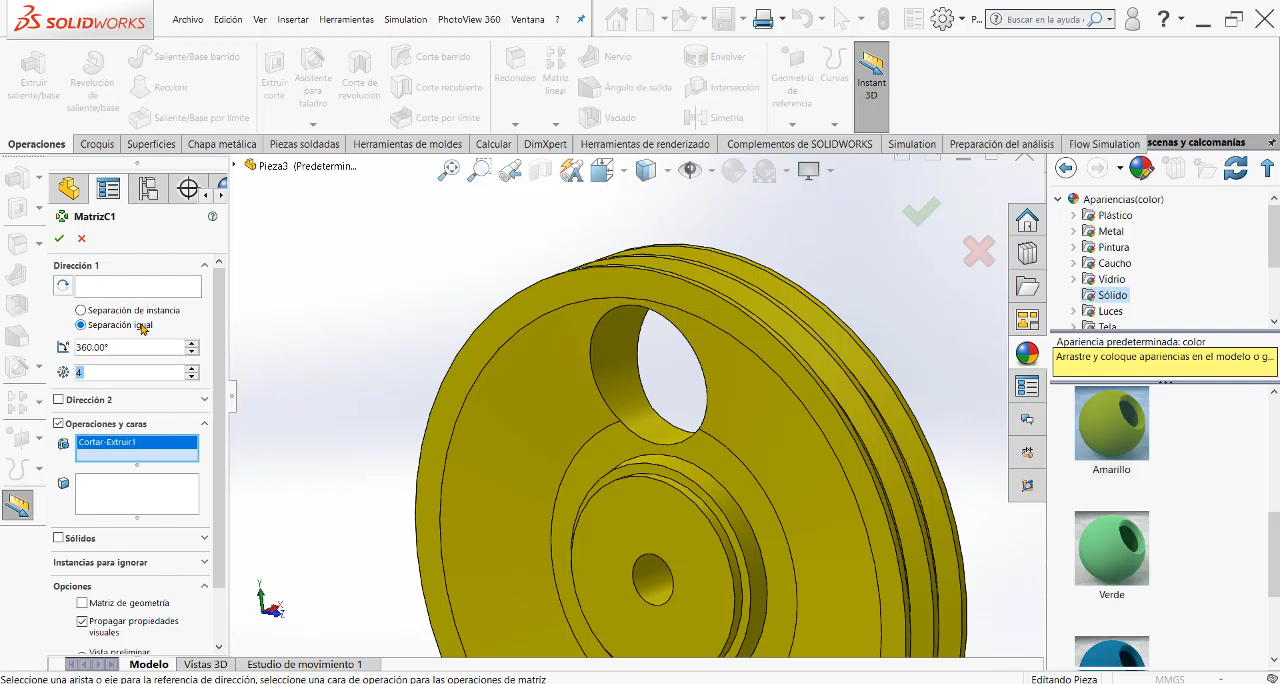 SOLIDWORKS
Archivo Edición Ver Insertar Herramientas Simulation PhotoView 360 Ventana ?
P...
Buscar en la ayuda
?
Extruir saliente/base
Revolución de saliente/base
Saliente/Base barrido
Recubrir
Saliente/Base por límite
Extruir corte
Asistente para taladro
Corte de revolución
Corte barrido
Corte recubierto
Corte por límite
Redondeo
Matriz lineal
Nervio
Ángulo de salida
Vaciado
Envolver
Intersección
Simetría
Geometría de referencia
Curvas
Instant 3D
Operaciones Croquis Superficies Chapa metálica Piezas soldadas Herramientas de moldes Calcular DimXpert Herramientas de renderizado Complementos de SOLIDWORKS Simulation Preparación del análisis Flow Simulation
scenas y calcomanías
Pieza3 (Predetermin...
MatrizC1
Dirección 1
Separación de instancia
Separación igual
360.00°
4
Dirección 2
Operaciones y caras
Cortar-Extruir1
Sólidos
Instancias para ignorar
Opciones
Matriz de geometría
Propagar propiedades
visuales
Vista preliminar
Y
X
Z
Apariencias(color)
Plástico
Metal
Pintura
Caucho
Vidrio
Sólido
Luces
Tela
Apariencia predeterminada: color
Arrastre y coloque apariencias en el modelo o g...
Amarillo
Verde
Modelo Vistas 3D Estudio de movimiento 1
Seleccione una arista o eje para la referencia de dirección, seleccione una cara de operación para las operaciones de matriz
Editando Pieza MMGS -